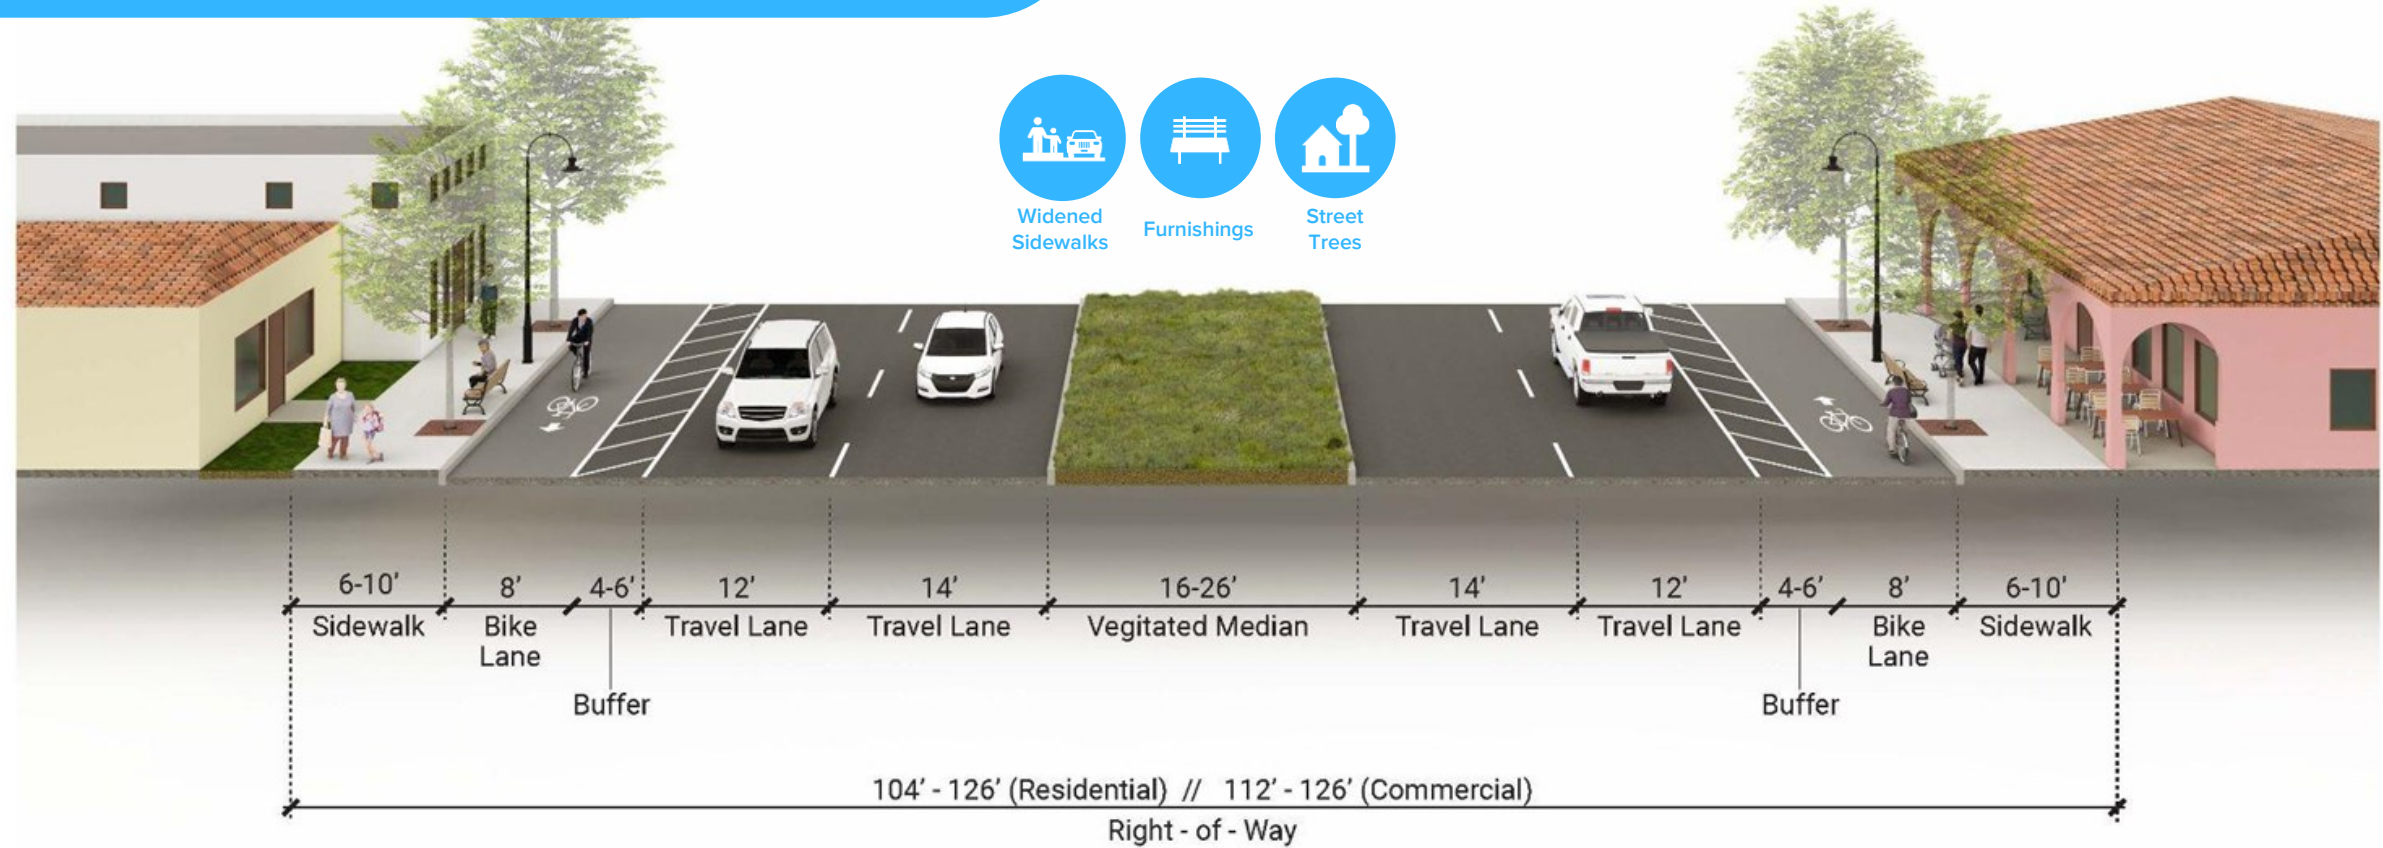 Widened
Sidewalks
Furnishings
Street
Trees
6-10' 8' 4-6' 12' 14' 16-26' 14' 12' 4-6' 8' 6-10'
Sidewalk Bike Travel Lane Travel Lane Vegitated Median Travel Lane Travel Lane Bike Sidewalk
Lane Lane
Buffer Buffer
104' - 126' (Residential) // 112' - 126' (Commercial)
Right - of - Way